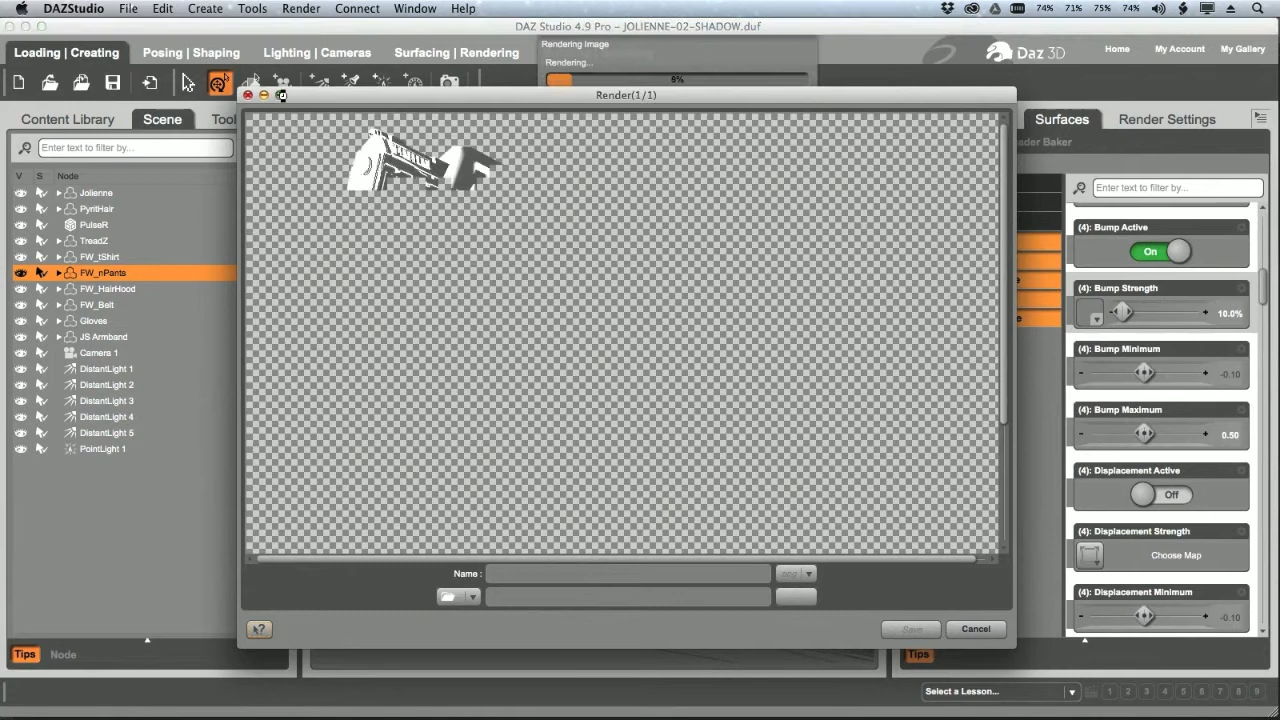 DAZStudio File Edit Create Tools Render Connect Window Help 74% 71% 75% 74%
DAZ Studio 4.9 Pro – JOLIENNE-02-SHADOW.duf
Loading | Creating Posing | Shaping Lighting | Cameras Surfacing | Rendering
Rendering Image
Rendering...
8%
Daz 3D Home My Account My Gallery
Render(1/1)
Content Library Scene Tool
Surfaces Render Settings
ader Baker
Enter text to filter by...
Enter text to filter by...
V S Node
Jolienne
PyritHair
PulseR
TreadZ
FW_tShirt
FW_nPants
FW_HairHood
FW_Belt
Gloves
JS Armband
Camera 1
DistantLight 1
DistantLight 2
DistantLight 3
DistantLight 4
DistantLight 5
PointLight 1
(4): Bump Active
On
(4): Bump Strength
10.0%
(4): Bump Minimum
-0.10
(4): Bump Maximum
0.50
(4): Displacement Active
Off
(4): Displacement Strength
Choose Map
(4): Displacement Minimum
-0.10
Name :
.png
Save Cancel
Tips Node
Tips
Select a Lesson... 1 2 3 4 5 6 7 8 9